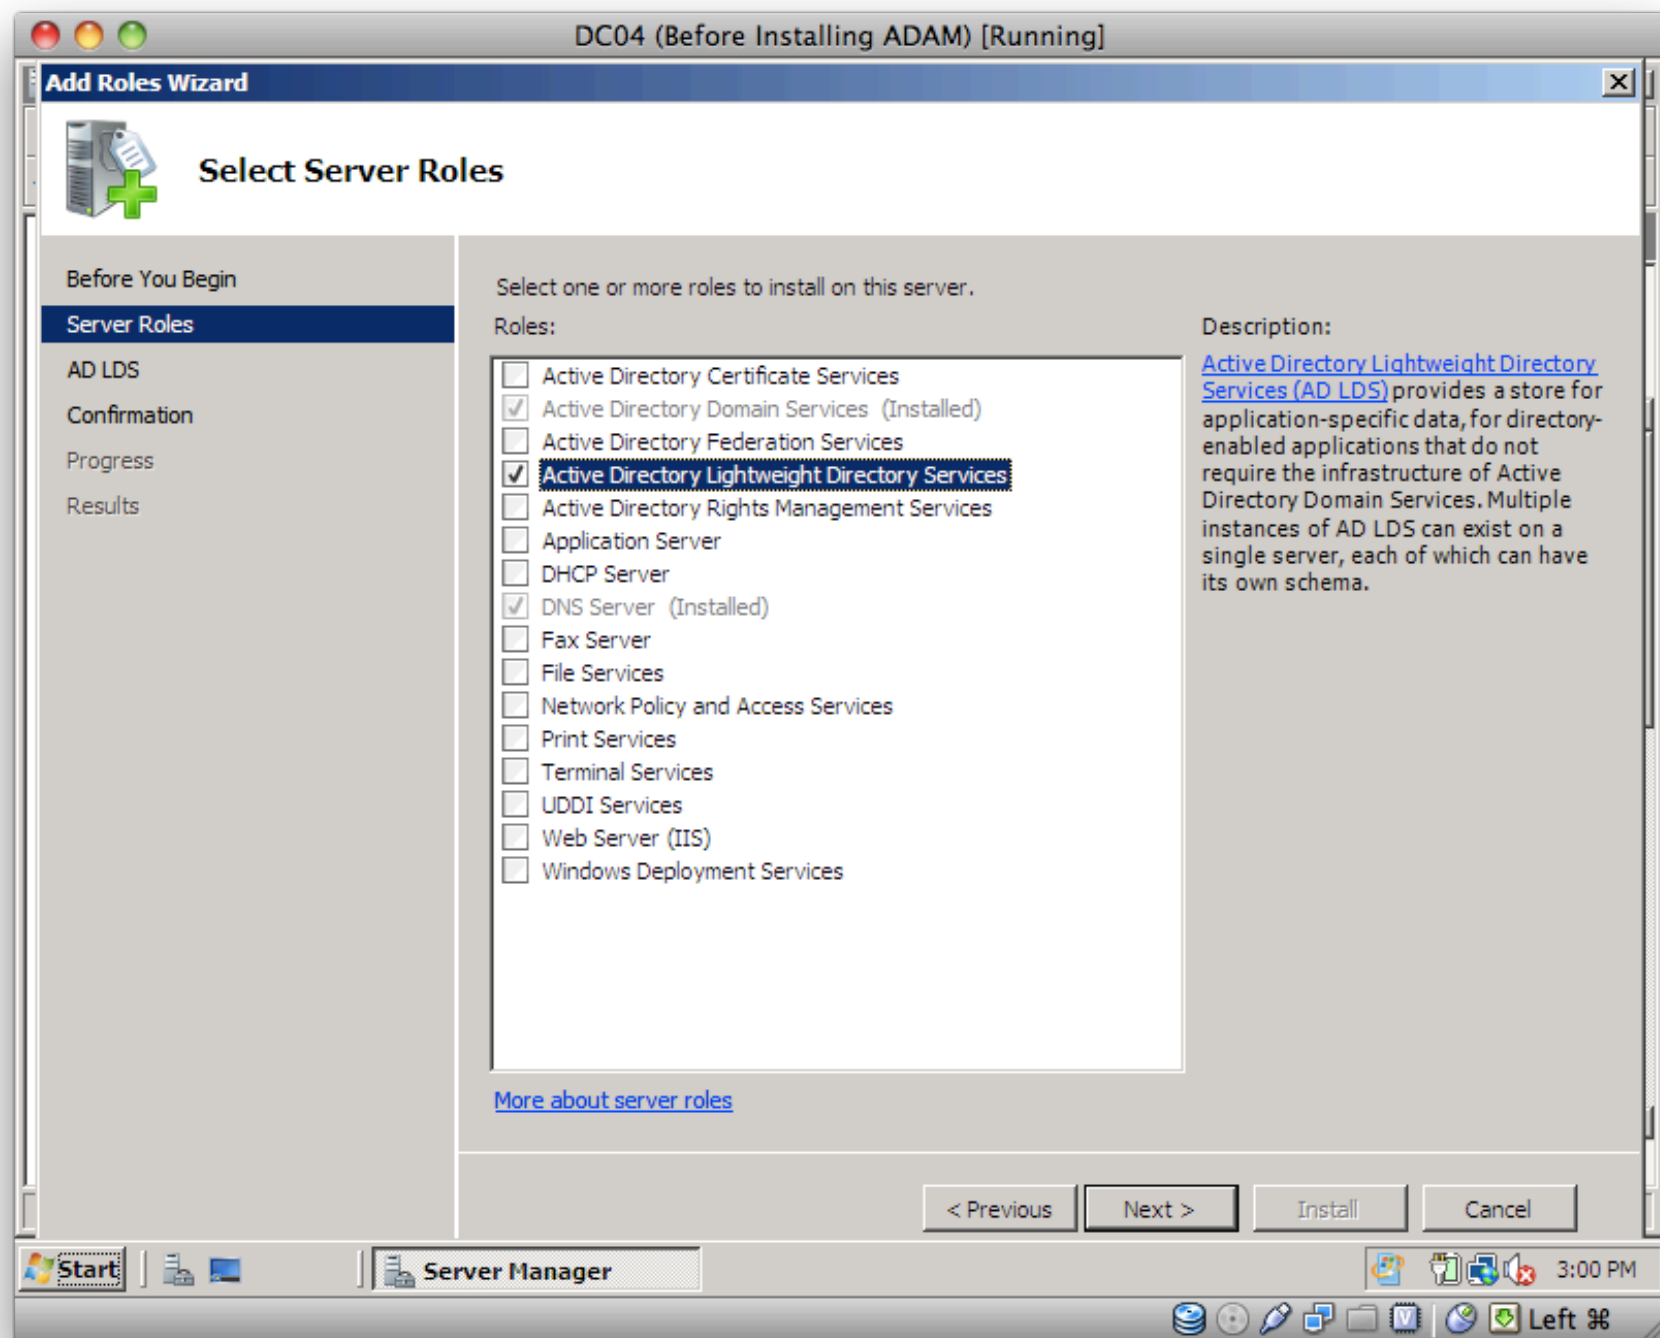 DC04 (Before Installing ADAM) [Running]
Add Roles Wizard
Select Server Roles
Before You Begin
Server Roles
AD LDS
Confirmation
Progress
Results
Select one or more roles to install on this server.
Roles:
Active Directory Certificate Services
Active Directory Domain Services (Installed)
Active Directory Federation Services
Active Directory Lightweight Directory Services
Active Directory Rights Management Services
Application Server
DHCP Server
DNS Server (Installed)
Fax Server
File Services
Network Policy and Access Services
Print Services
Terminal Services
UDDI Services
Web Server (IIS)
Windows Deployment Services
More about server roles
Description:
Active Directory Lightweight Directory
Services (AD LDS) provides a store for
application-specific data, for directory-
enabled applications that do not
require the infrastructure of Active
Directory Domain Services. Multiple
instances of AD LDS can exist on a
single server, each of which can have
its own schema.
< Previous
Next >
Install
Cancel
Start
Server Manager
3:00 PM
Left ⌘